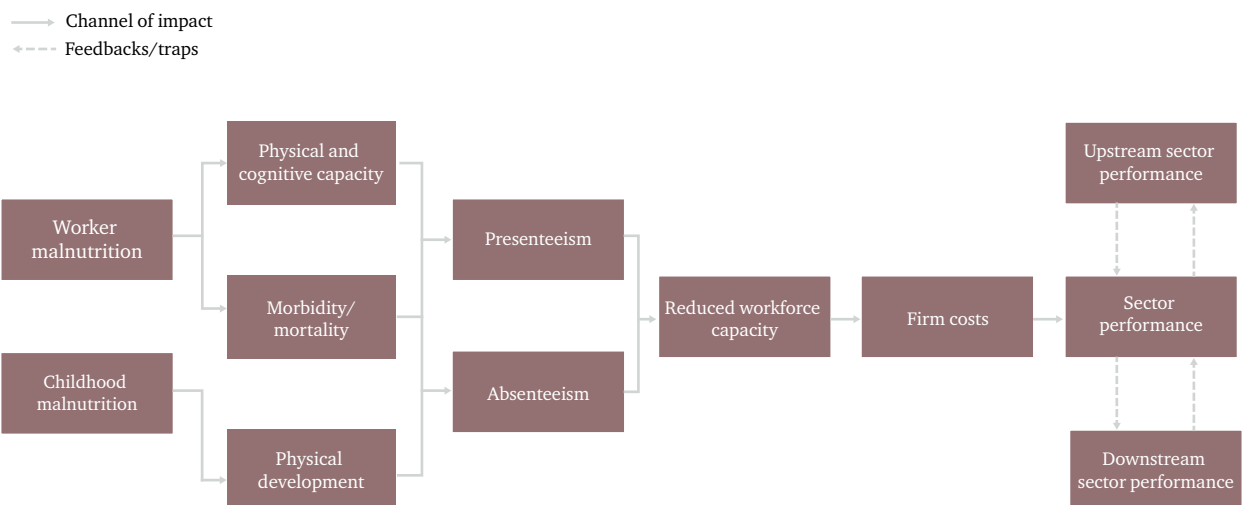 Channel of impact
Feedbacks/traps
Physical and
cognitive capacity
Upstream sector
performance
Worker
malnutrition
Presenteeism
Morbidity/
mortality
Reduced workforce
capacity
Firm costs
Sector
performance
Childhood
malnutrition
Absenteeism
Physical
development
Downstream
sector performance